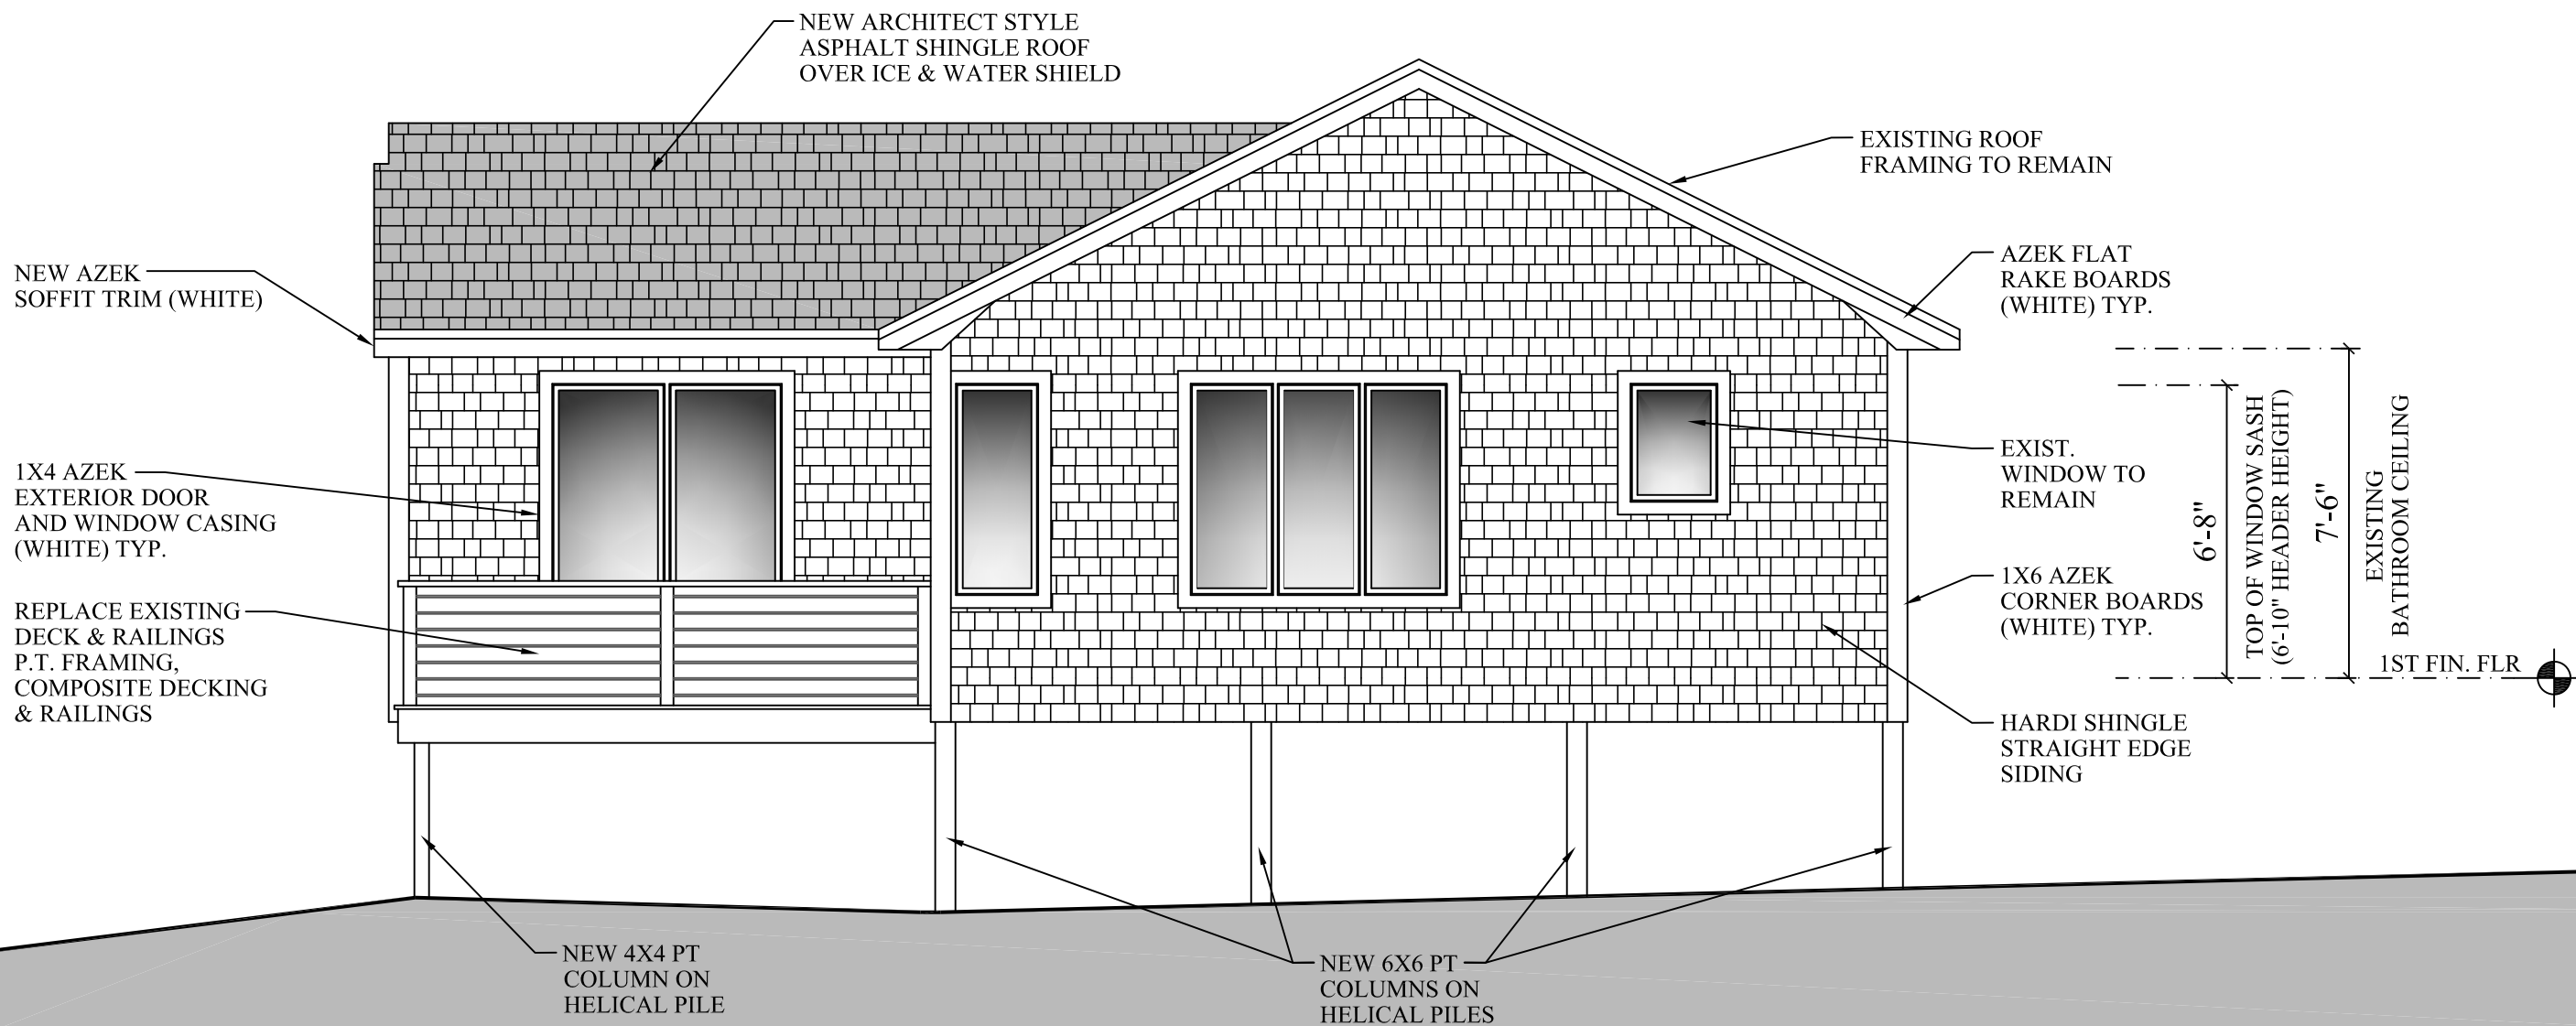 NEW ARCHITECT STYLE
ASPHALT SHINGLE ROOF
OVER ICE & WATER SHIELD
EXISTING ROOF
FRAMING TO REMAIN
NEW AZEK
SOFFIT TRIM (WHITE)
AZEK FLAT
RAKE BOARDS
(WHITE) TYP.
1X4 AZEK
EXTERIOR DOOR
AND WINDOW CASING
(WHITE) TYP.
EXIST.
WINDOW TO
REMAIN
REPLACE EXISTING
DECK & RAILINGS
P.T. FRAMING,
COMPOSITE DECKING
& RAILINGS
1X6 AZEK
CORNER BOARDS
(WHITE) TYP.
HARDI SHINGLE
STRAIGHT EDGE
SIDING
6'-8"
TOP OF WINDOW SASH
(6'-10" HEADER HEIGHT)
7'-6"
EXISTING
BATHROOM CEILING
1ST FIN. FLR
NEW 4X4 PT
COLUMN ON
HELICAL PILE
NEW 6X6 PT
COLUMNS ON
HELICAL PILES